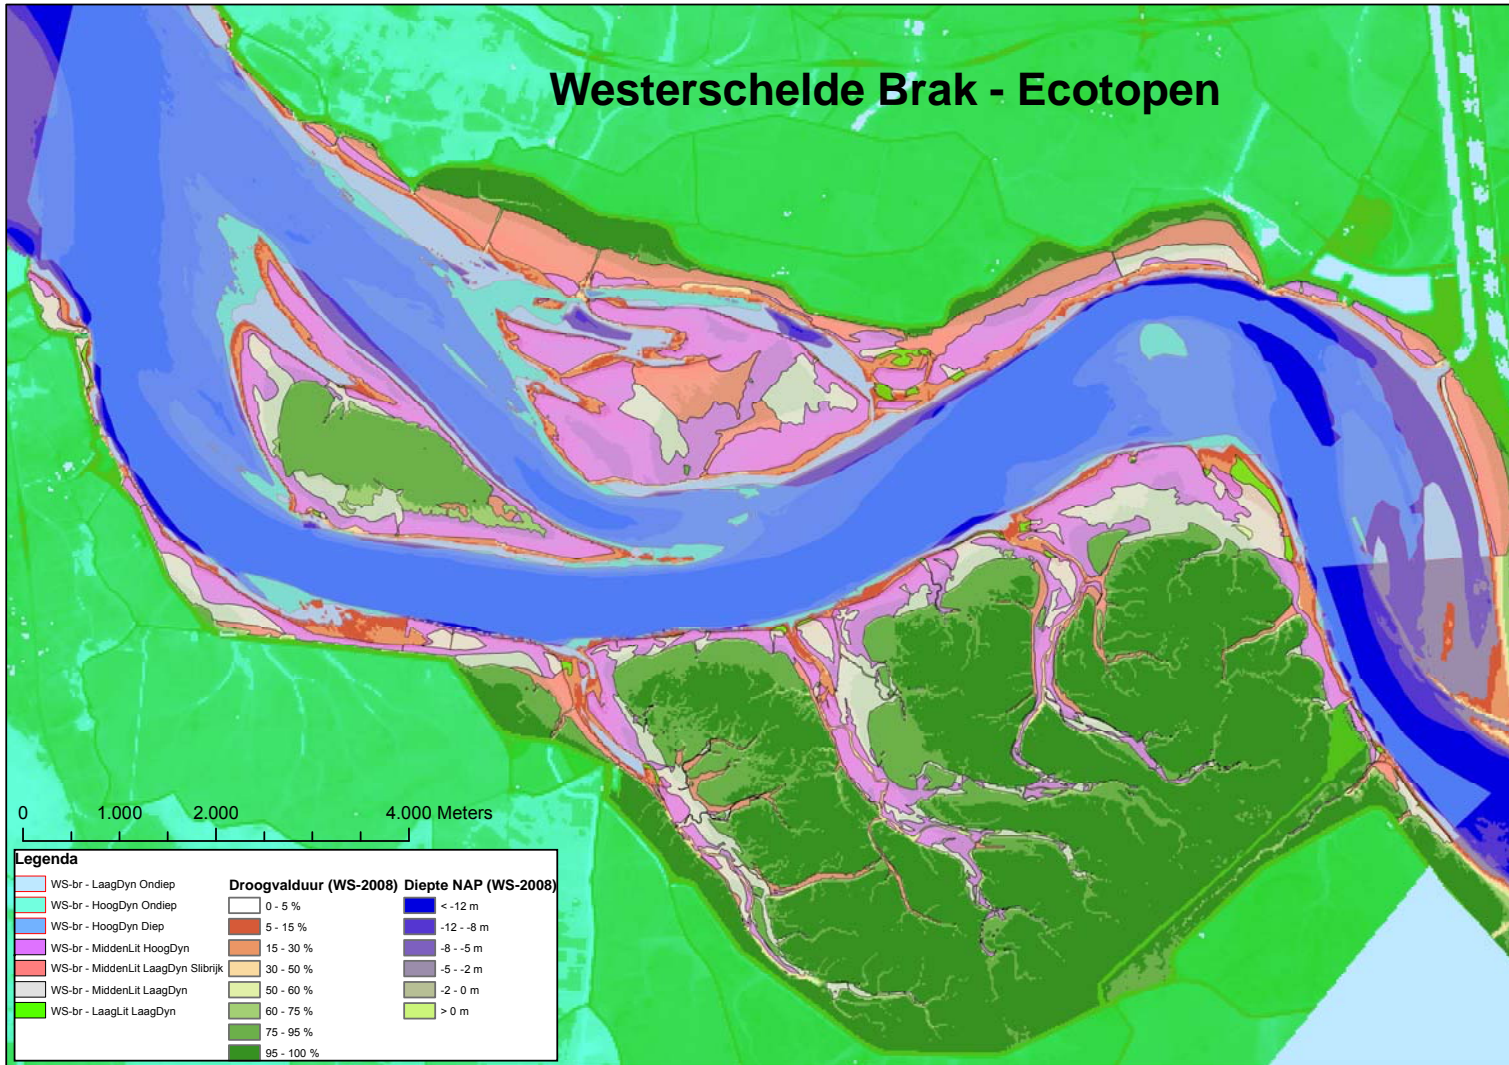 Westerschelde Brak - Ecotopen
0 1.000 2.000 4.000 Meters
Legenda
WS-br - LaagDyn Ondiep
WS-br - HoogDyn Ondiep
WS-br - HoogDyn Diep
WS-br - MiddenLit HoogDyn
WS-br - MiddenLit LaagDyn Slibrijk
WS-br - MiddenLit LaagDyn
WS-br - LaagLit LaagDyn
Droogvalduur (WS-2008)
0 - 5 %
5 - 15 %
15 - 30 %
30 - 50 %
50 - 60 %
60 - 75 %
75 - 95 %
95 - 100 %
Diepte NAP (WS-2008)
< -12 m
-12 - -8 m
-8 - -5 m
-5 - -2 m
-2 - 0 m
> 0 m